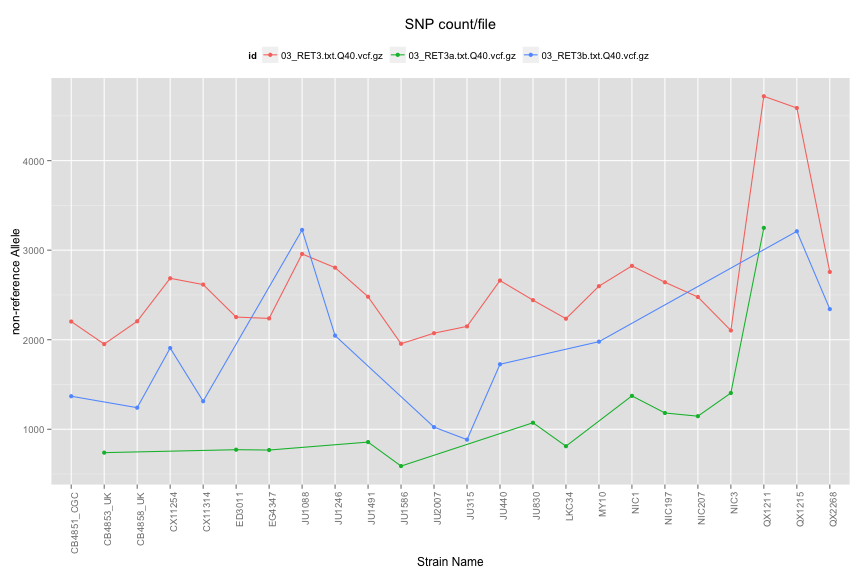 SNP count/file
id 03_RET3.txt.Q40.vcf.gz 03_RET3a.txt.Q40.vcf.gz 03_RET3b.txt.Q40.vcf.gz
non-reference Allele
4000
3000
2000
1000
CB4851_CGC
CB4853_UK
CB4858_UK
CX11254
CX11314
ED3011
EG4347
JU1088
JU1246
JU1491
JU1586
JU2007
JU315
JU440
JU830
LKC34
MY10
NIC1
NIC197
NIC207
NIC3
QX1211
QX1215
QX2268
Strain Name